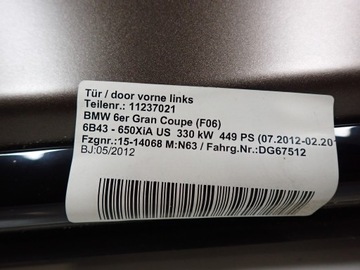 Tür / door vorne links
Teilenr.: 11237021
BMW 6er Gran Coupe (F06)
6B43 - 650XiA US 330 kW 449 PS (07.2012-02.201
Fzgnr.:15-14068 M:N63 / Fahrg.Nr.:DG67512
BJ:05/2012